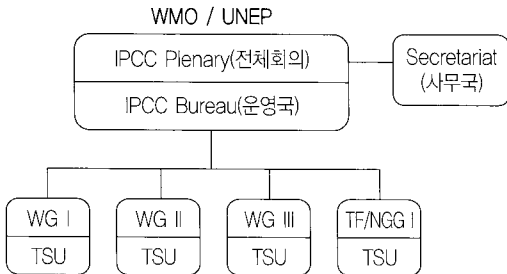 WMO / UNEP
IPCC Plenary(전체회의)
Secretariat
(사무국)
IPCC Bureau(운영국)
WG I
WG II
WG III
TF/NGG I
TSU
TSU
TSU
TSU